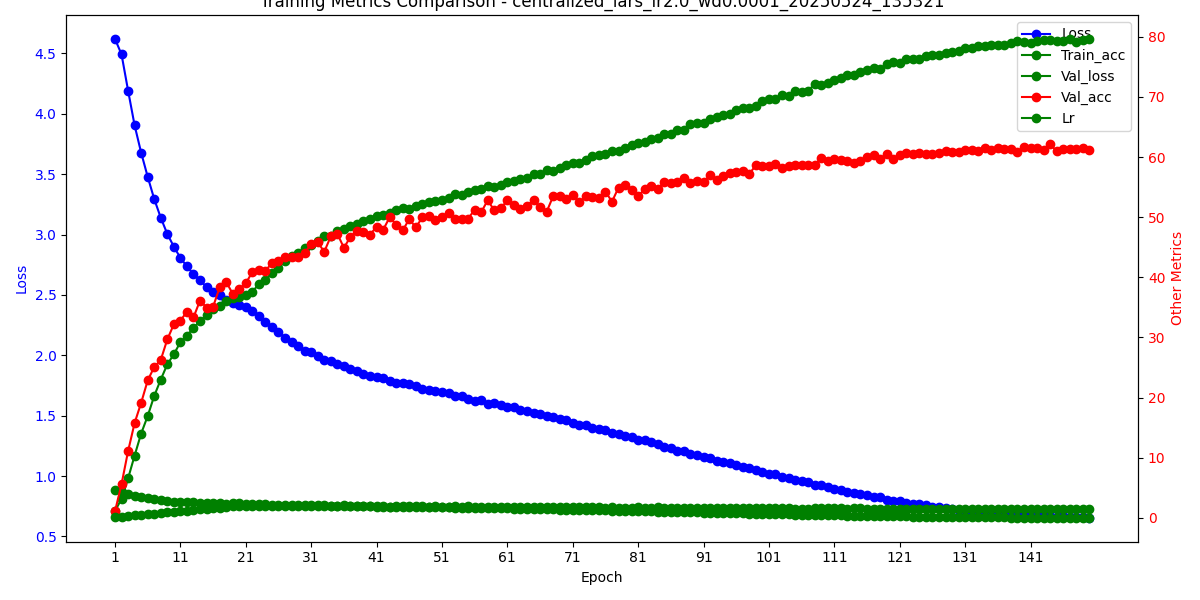 Training Metrics Comparison - centralized_lars_lr2.0_wd0.0001_20250524_135321
Loss
Train_acc
Val_loss
Val_acc
Lr
4.5
4.0
3.5
3.0
2.5
2.0
1.5
1.0
0.5
Loss
80
70
60
50
40
30
20
10
0
Other Metrics
1 11 21 31 41 51 61 71 81 91 101 111 121 131 141
Epoch